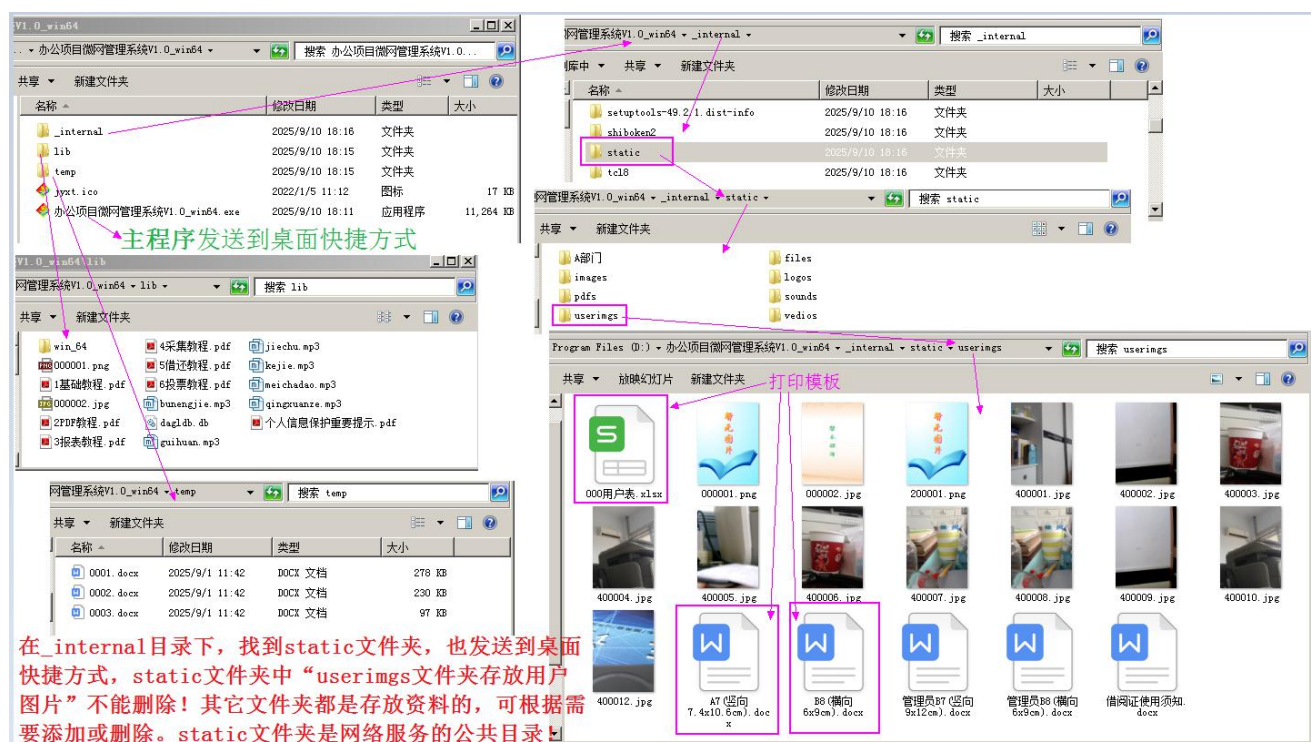 V1.0_win64
.. ▾ 办公项目微网管理系统V1.0_win64 ▾
搜索 办公项目微网管理系统V1.0...
共享 ▾ 新建文件夹
名称 修改日期 类型 大小
_internal 2025/9/10 18:16 文件夹
lib 2025/9/10 18:15 文件夹
temp 2025/9/10 18:15 文件夹
jyxt.ico 2022/1/5 11:12 图标 17 KB
办公项目微网管理系统V1.0_win64.exe 2025/9/10 18:11 应用程序 11,264 KB
主程序发送到桌面快捷方式
V1.0_win64\lib
网管理系统V1.0_win64 ▾ lib ▾
搜索 lib
共享 ▾ 新建文件夹
win_64 4采集教程.pdf jiechu.mp3
000001.png 5借还教程.pdf kejie.mp3
1基础教程.pdf 6投票教程.pdf meichadao.mp3
000002.jpg bunengjie.mp3 qingxuanze.mp3
2PDF教程.pdf dagldb.db 个人信息保护重要提示.pdf
3报表教程.pdf guihuan.mp3
网管理系统V1.0_win64 ▾ temp
搜索 temp
共享 ▾ 新建文件夹
名称 修改日期 类型 大小
0001.docx 2025/9/1 11:42 DOCX 文档 278 KB
0002.docx 2025/9/1 11:42 DOCX 文档 230 KB
0003.docx 2025/9/1 11:42 DOCX 文档 97 KB
在_internal目录下，找到static文件夹，也发送到桌面
快捷方式，static文件夹中“userimgs文件夹存放用户
图片”不能删除！其它文件夹都是存放资料的，可根据需
要添加或删除。static文件夹是网络服务的公共目录！
网管理系统V1.0_win64 ▾ _internal ▾
搜索 _internal
库中 ▾ 共享 ▾ 新建文件夹
名称 修改日期 类型 大小
setuptools-49.2.1.dist-info 2025/9/10 18:16 文件夹
shiboken2 2025/9/10 18:16 文件夹
static 2025/9/10 18:16 文件夹
tcl8 2025/9/10 18:16 文件夹
网管理系统V1.0_win64 ▾ _internal ▾ static ▾
搜索 static
共享 ▾ 新建文件夹
A部门 files
images logos
pdfs sounds
userimgs vedios
Program Files (D:) ▾ 办公项目微网管理系统V1.0_win64 ▾ _internal ▾ static ▾ userimgs
搜索 userimgs
共享 ▾ 放映幻灯片 新建文件夹
打印模板
暂无图片
暂无图片
000用户表.xlsx 000001.png 000002.jpg 200001.png 400001.jpg 400002.jpg 400003.jpg
400004.jpg 400005.jpg 400006.jpg 400007.jpg 400008.jpg 400009.jpg 400010.jpg
400012.jpg
A7(竖向
7.4x10.6cm).doc
x
B8(横向
6x9cm).docx
管理员B7(竖向
9x12cm).docx
管理员B8(横向
6x9cm).docx
借阅证使用须知.
docx